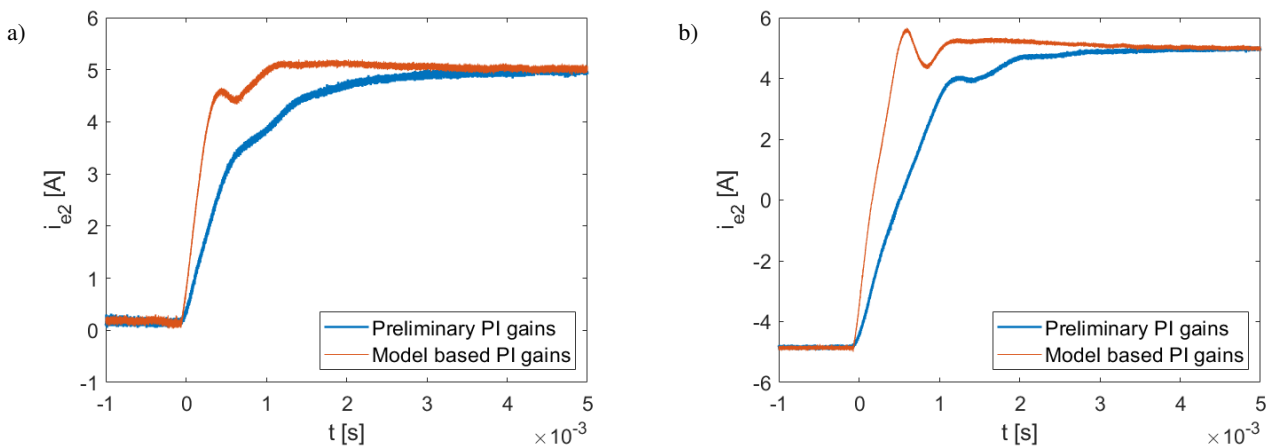 a)
6
5
4
3
2
1
0
-1
i_e2 [A]
Preliminary PI gains
Model based PI gains
-1 0 1 2 3 4 5
t [s]
×10^-3
b)
6
4
2
0
-2
-4
-6
i_e2 [A]
Preliminary PI gains
Model based PI gains
-1 0 1 2 3 4 5
t [s]
×10^-3